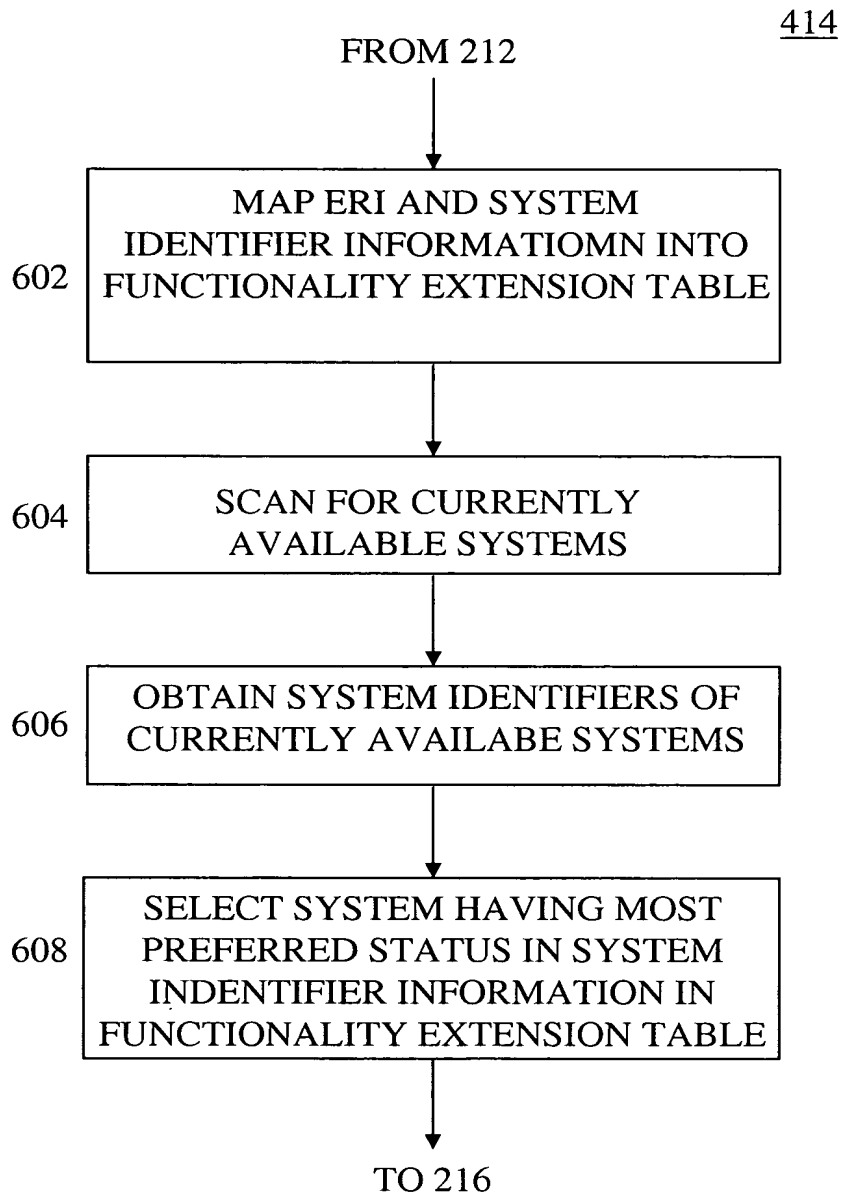 414
FROM 212
MAP ERI AND SYSTEM
IDENTIFIER INFORMATIOMN INTO
602
FUNCTIONALITY EXTENSION TABLE
SCAN FOR CURRENTLY
604
AVAILABLE SYSTEMS
OBTAIN SYSTEM IDENTIFIERS OF
606
CURRENTLY AVAILABE SYSTEMS
SELECT SYSTEM HAVING MOST
608
PREFERRED STATUS IN SYSTEM
INDENTIFIER INFORMATION IN
FUNCTIONALITY EXTENSION TABLE
TO 216